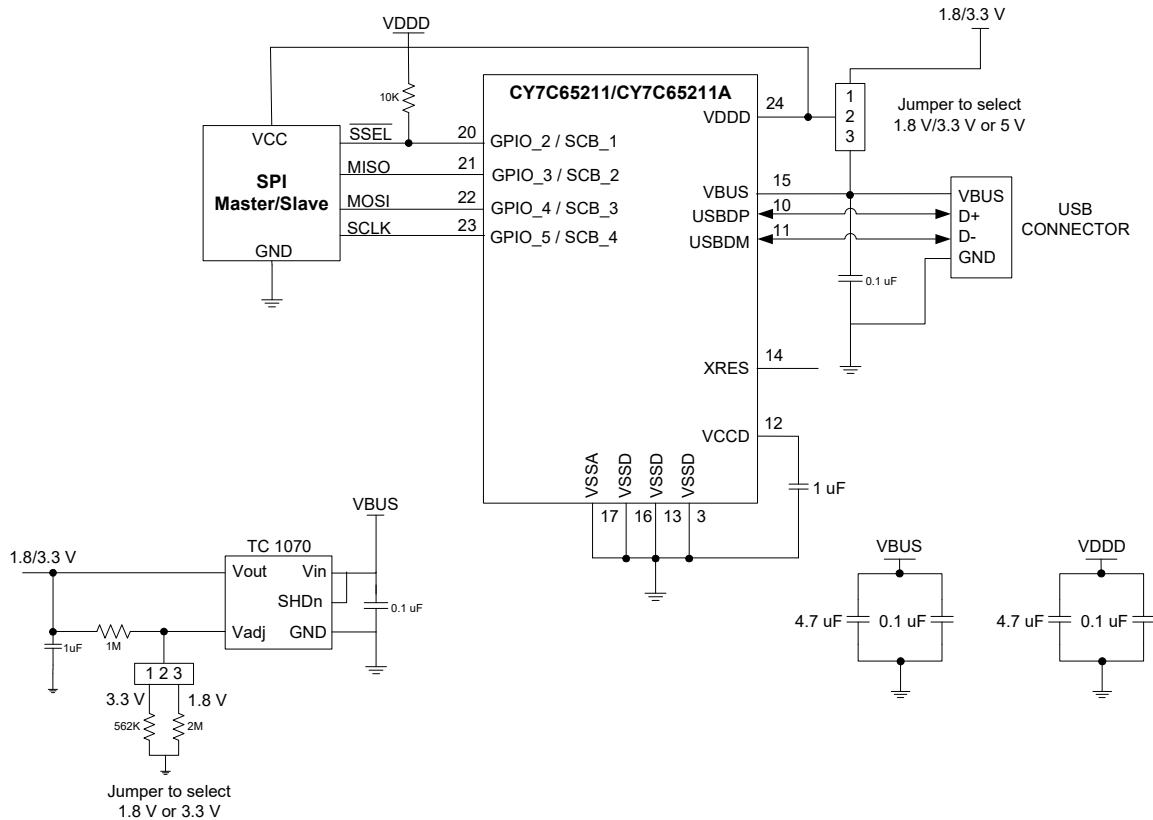 VDDD
1.8/3.3 V
10K
CY7C65211/CY7C65211A
VCC
SPI
Master/Slave
GND
SSEL
MISO
MOSI
SCLK
20
21
22
23
GPIO_2 / SCB_1
GPIO_3 / SCB_2
GPIO_4 / SCB_3
GPIO_5 / SCB_4
VDDD
24
1
2
3
Jumper to select
1.8 V/3.3 V or 5 V
VBUS
15
USBDP
10
USBDM
11
VBUS
D+
D-
GND
USB
CONNECTOR
0.1 uF
XRES
14
VCCD
12
1 uF
VSSA
VSSD
VSSD
VSSD
17
16
13
3
VBUS
1.8/3.3 V
TC 1070
Vout
Vin
SHDn
Vadj
GND
0.1 uF
1uF
1M
1 2 3
3.3 V
1.8 V
562K
2M
Jumper to select
1.8 V or 3.3 V
VBUS
4.7 uF
0.1 uF
VDDD
4.7 uF
0.1 uF